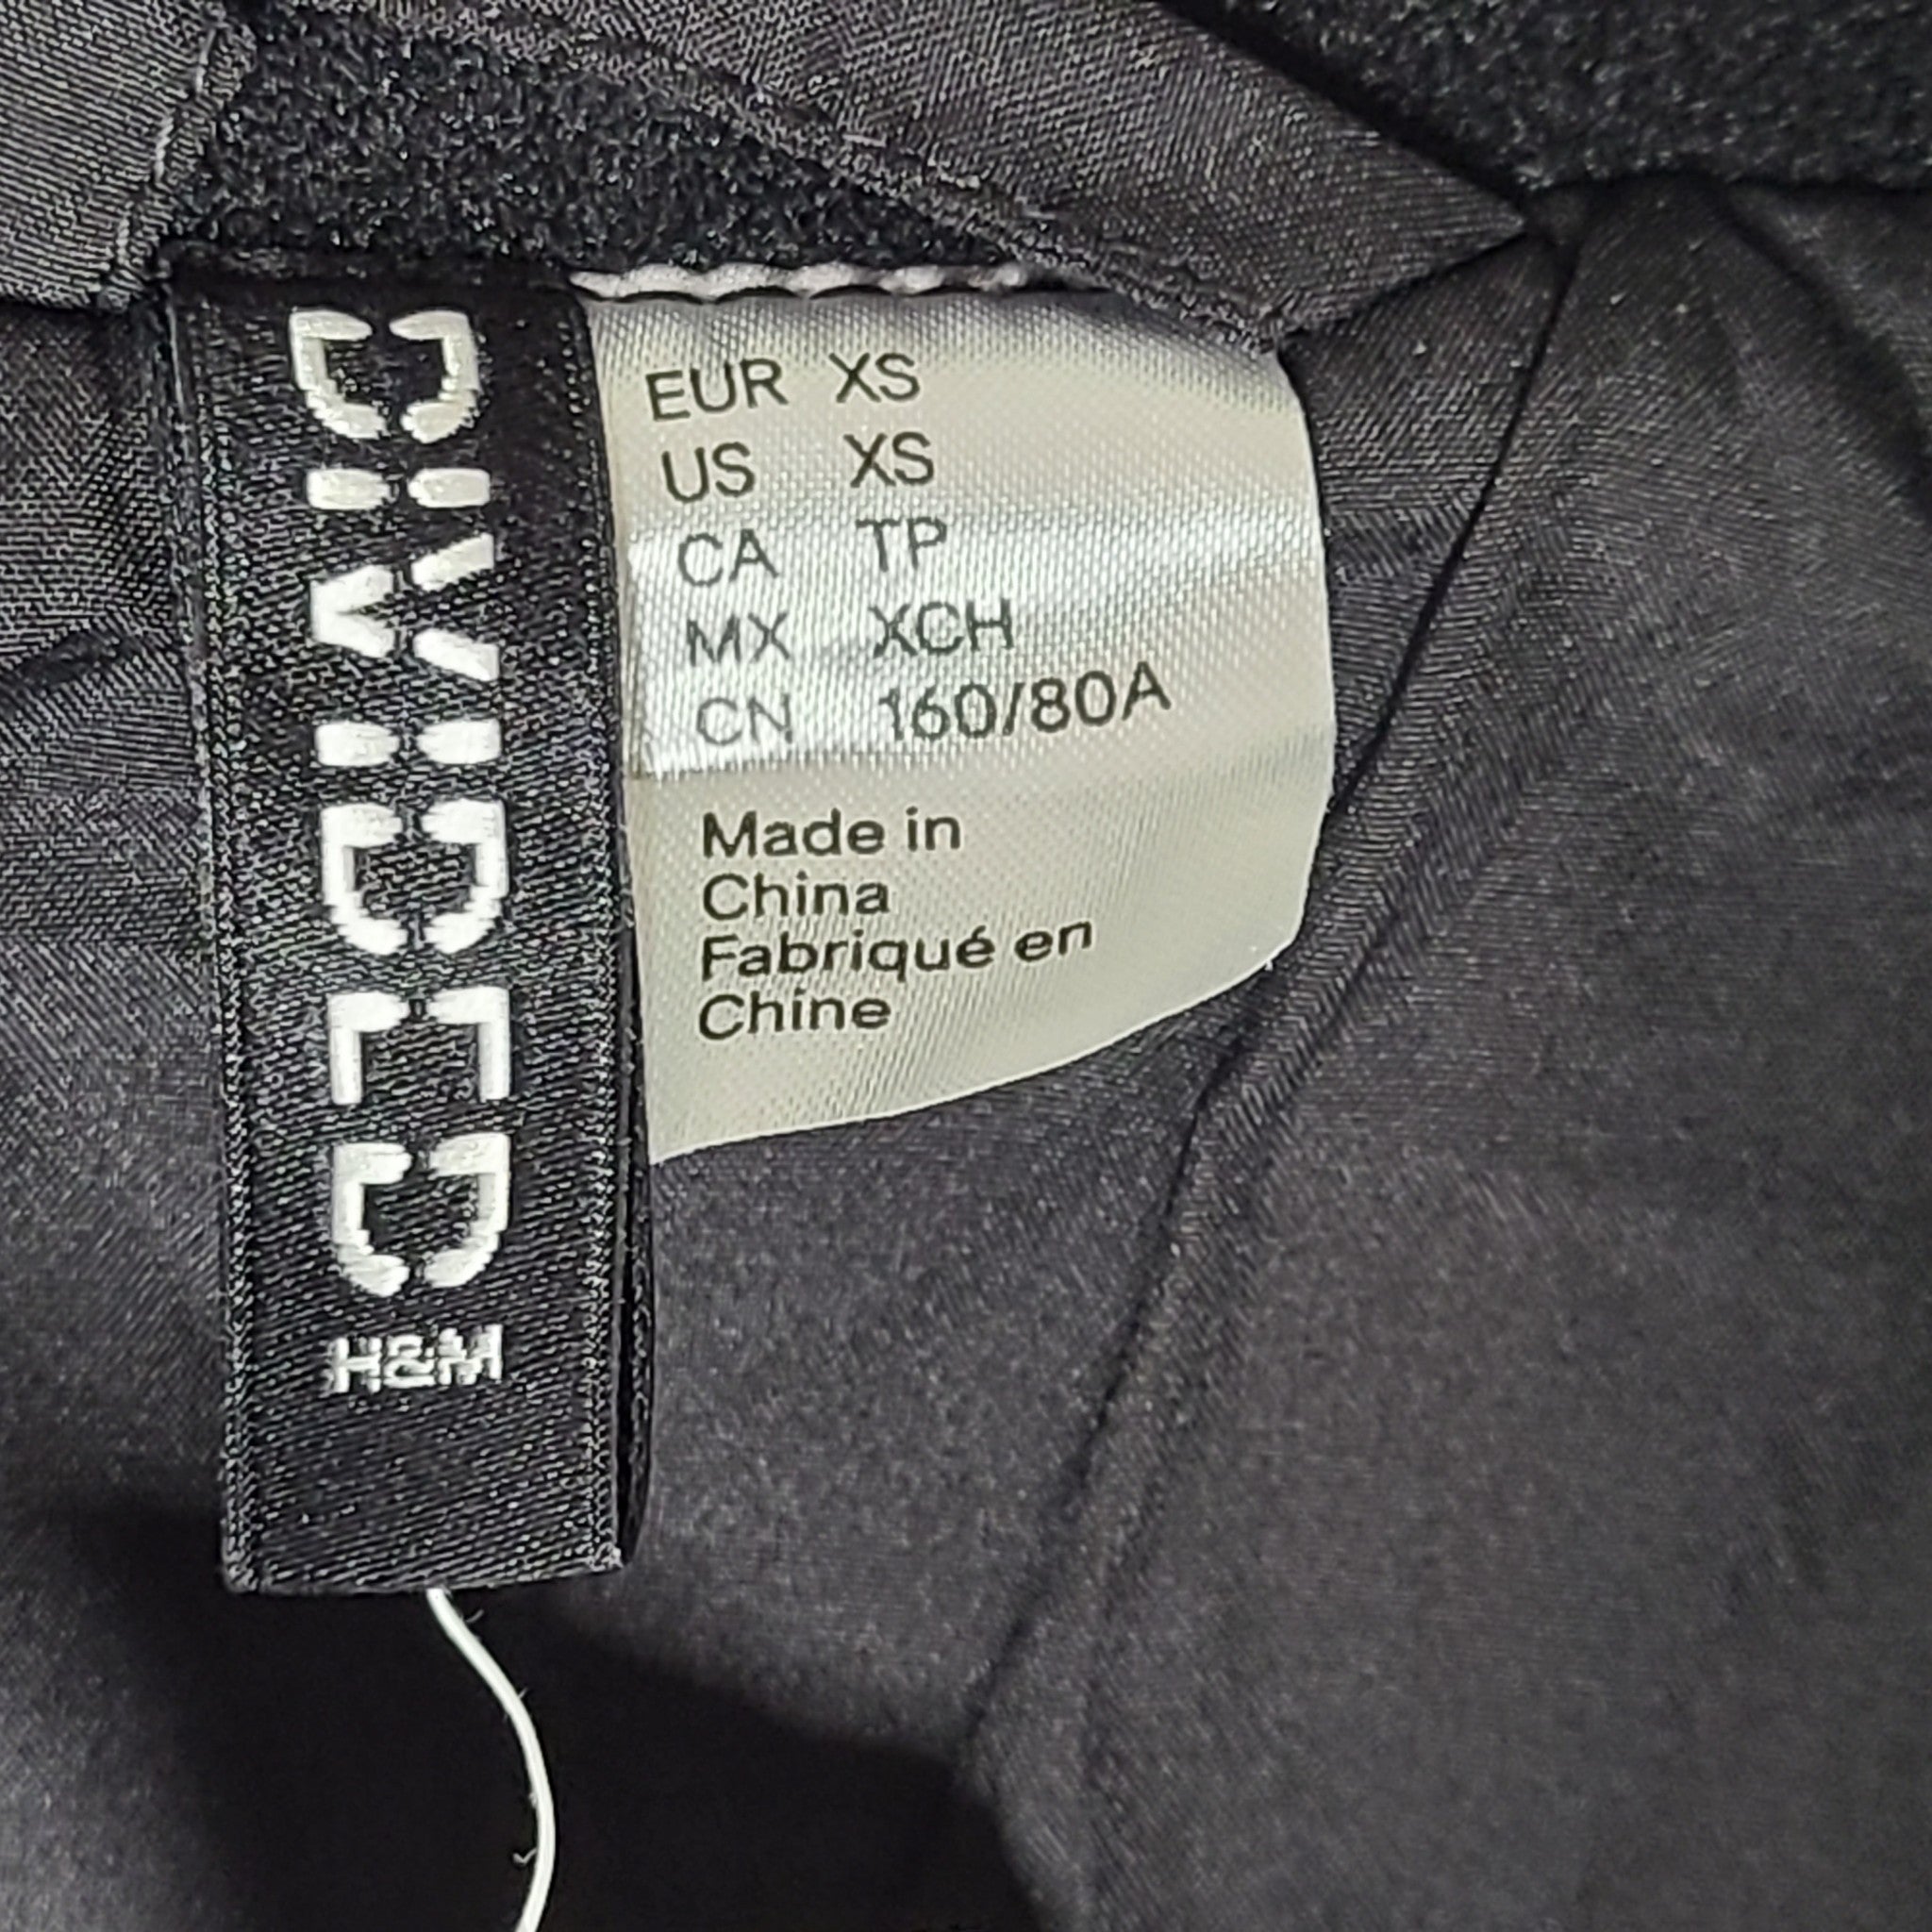 DIVIDED
H&M
EUR XS
US XS
CA TP
MX XCH
CN 160/80A
Made in
China
Fabriqué en
Chine